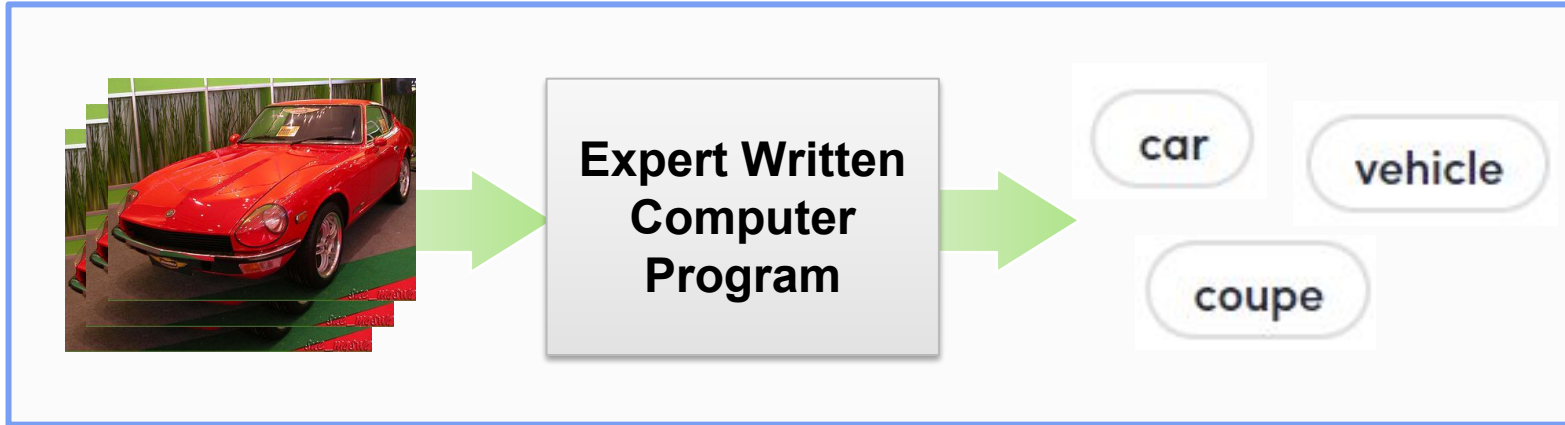 Expert Written
Computer
Program
car
vehicle
coupe